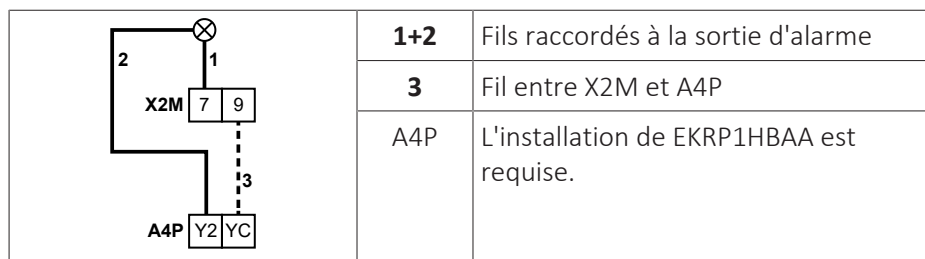 2
1
X2M 7 9
3
A4P Y2 YC
1+2 Fils raccordés à la sortie d'alarme
3 Fil entre X2M et A4P
A4P L'installation de EKRP1HBAA est
requise.